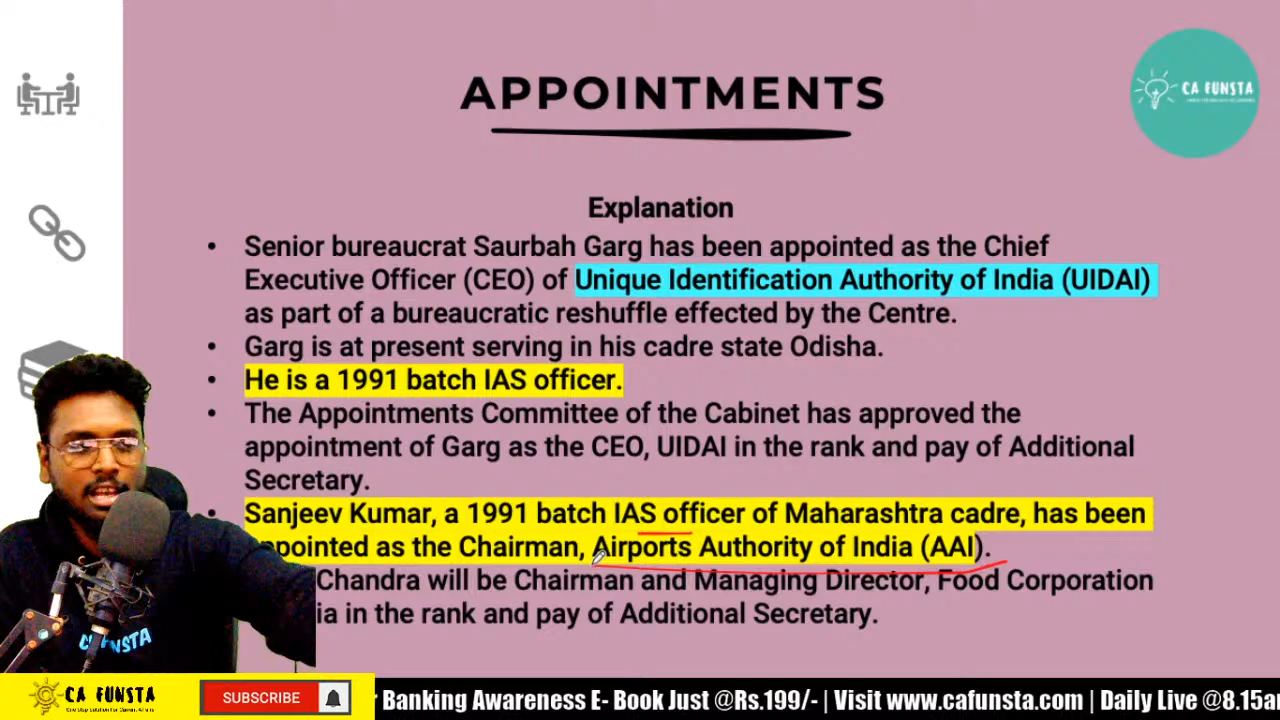 APPOINTMENTS
CA FUNSTA
Explanation
• Senior bureaucrat Saurbah Garg has been appointed as the Chief
Executive Officer (CEO) of Unique Identification Authority of India (UIDAI)
as part of a bureaucratic reshuffle effected by the Centre.
• Garg is at present serving in his cadre state Odisha.
• He is a 1991 batch IAS officer.
• The Appointments Committee of the Cabinet has approved the
appointment of Garg as the CEO, UIDAI in the rank and pay of Additional
Secretary.
• Sanjeev Kumar, a 1991 batch IAS officer of Maharashtra cadre, has been
appointed as the Chairman, Airports Authority of India (AAI).
Chandra will be Chairman and Managing Director, Food Corporation
in the rank and pay of Additional Secretary.
CA FUNSTA
CA FUNSTA
SUBSCRIBE
Banking Awareness E- Book Just @Rs.199/- | Visit www.cafunsta.com | Daily Live @8.15a